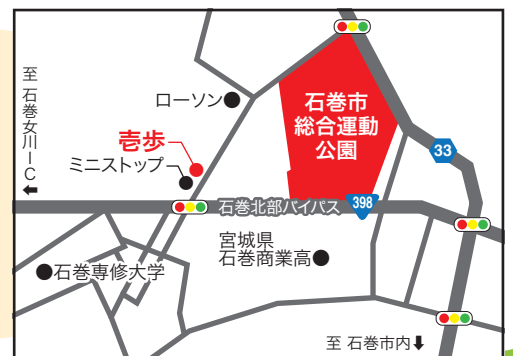 至 石巻女川IC
ローソン
壱歩
ミニストップ
石巻市
総合運動
公園
33
石巻北部バイパス
398
宮城県
石巻商業高
石巻専修大学
至 石巻市内